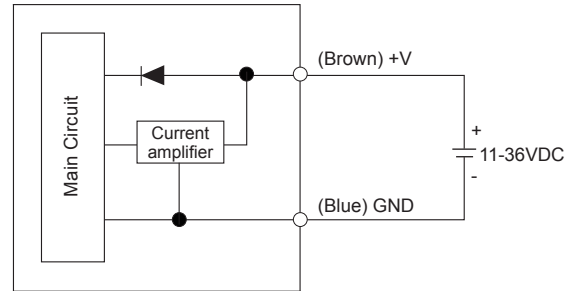 Main Circuit
Current
amplifier
(Brown) +V
+
11-36VDC
-
(Blue) GND